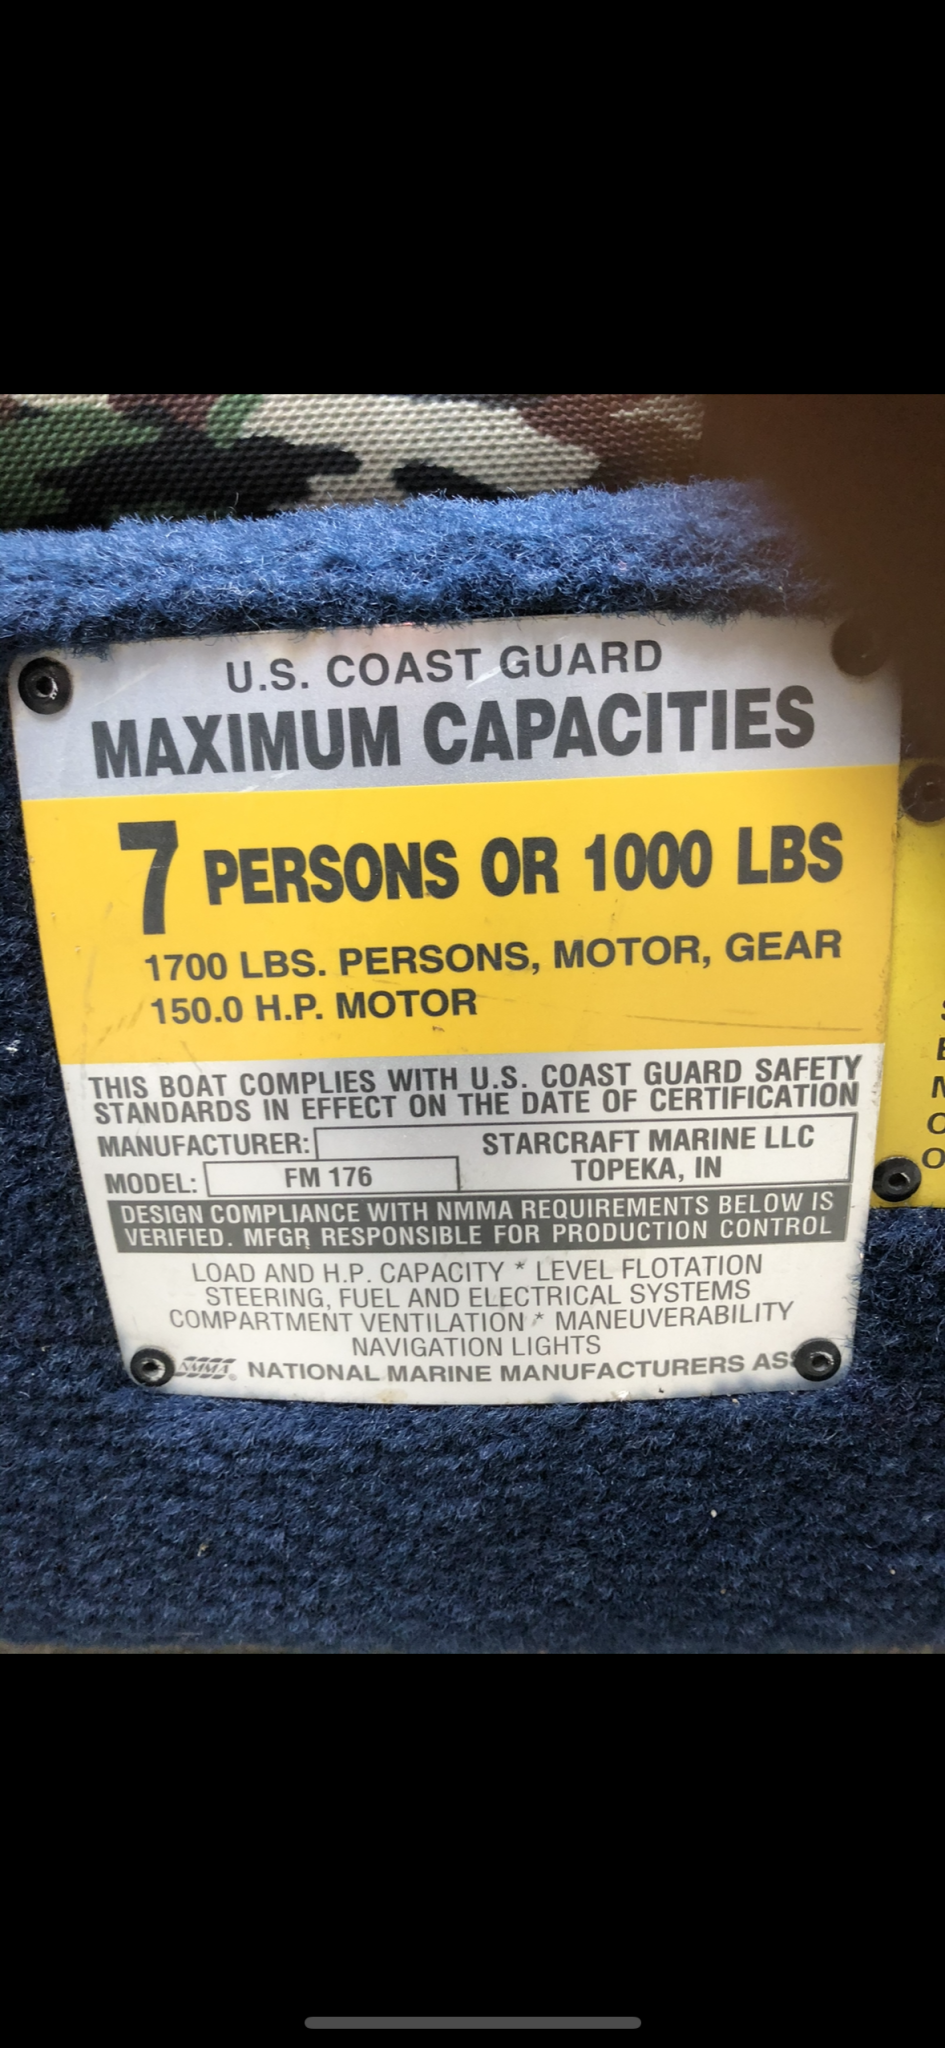 U.S. COAST GUARD
MAXIMUM CAPACITIES
7 PERSONS OR 1000 LBS
1700 LBS. PERSONS, MOTOR, GEAR
150.0 H.P. MOTOR
THIS BOAT COMPLIES WITH U.S. COAST GUARD SAFETY
STANDARDS IN EFFECT ON THE DATE OF CERTIFICATION
MANUFACTURER: STARCRAFT MARINE LLC
MODEL: FM 176 TOPEKA, IN
DESIGN COMPLIANCE WITH NMMA REQUIREMENTS BELOW IS
VERIFIED. MFGR RESPONSIBLE FOR PRODUCTION CONTROL
LOAD AND H.P. CAPACITY * LEVEL FLOTATION
STEERING, FUEL AND ELECTRICAL SYSTEMS
COMPARTMENT VENTILATION * MANEUVERABILITY
NAVIGATION LIGHTS
NMMA® NATIONAL MARINE MANUFACTURERS